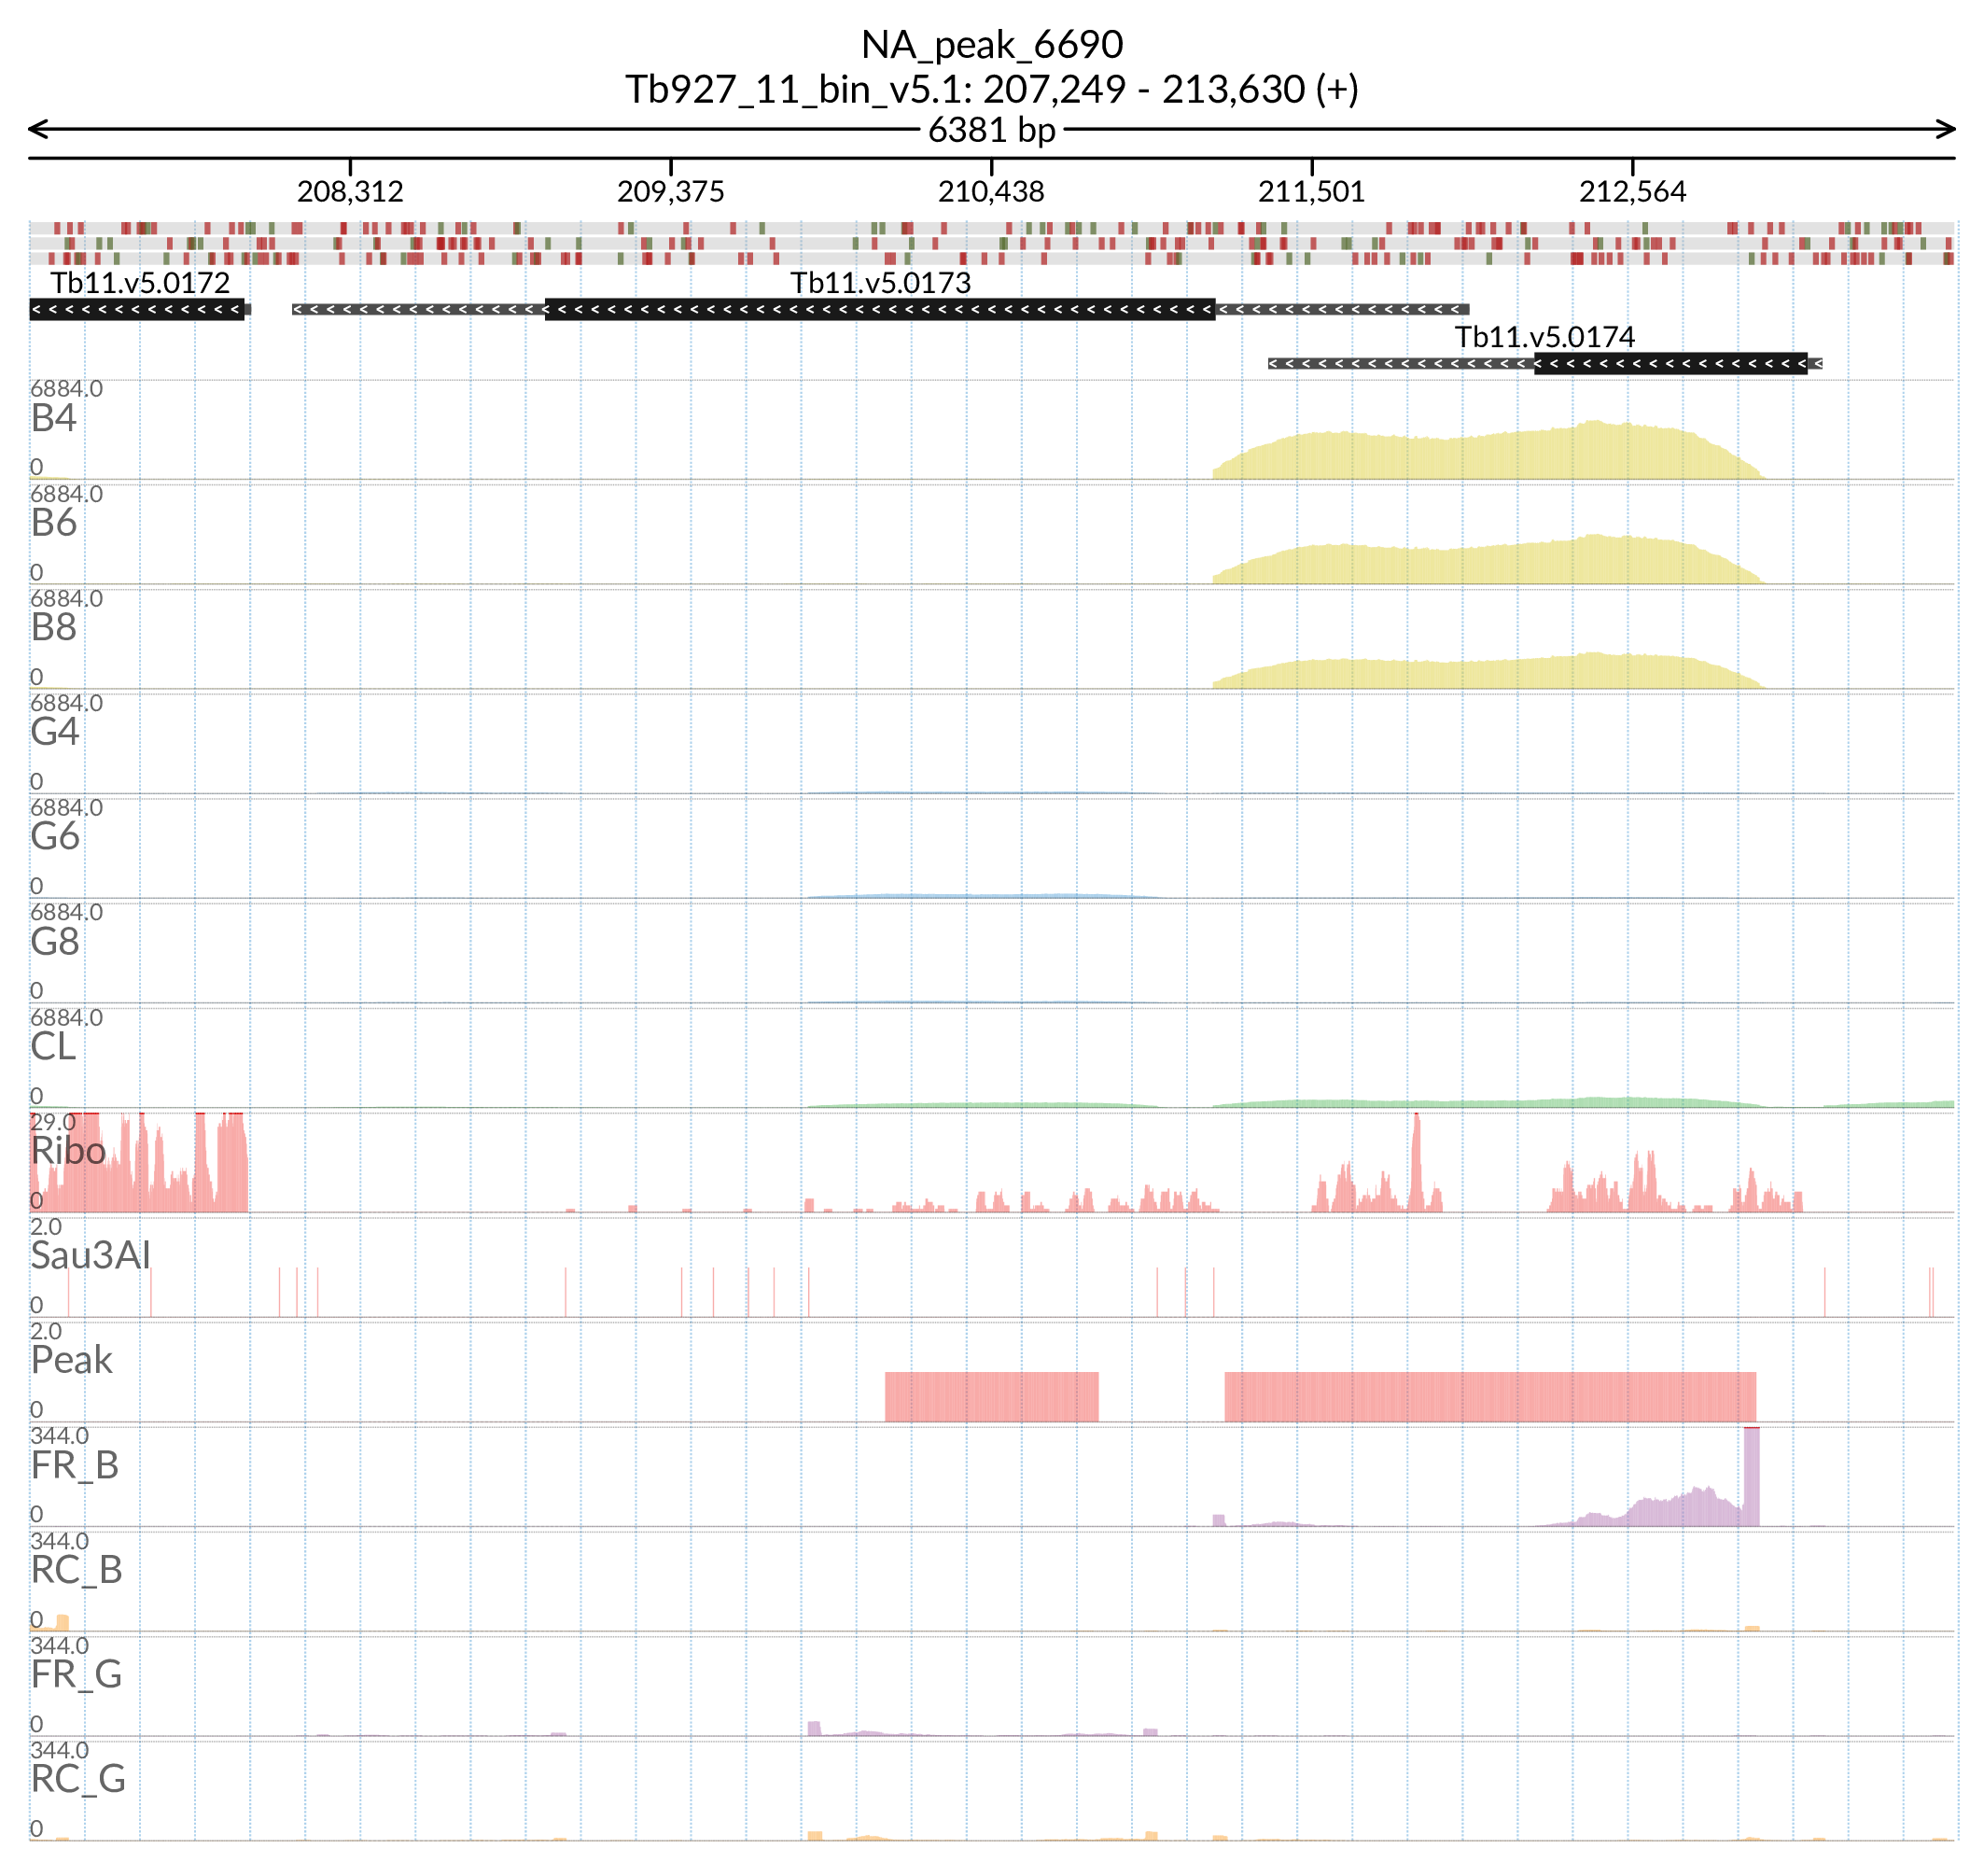 NA_peak_6690
Tb927_11_bin_v5.1: 207,249 - 213,630 (+)
6381 bp
208,312 209,375 210,438 211,501 212,564
Tb11.v5.0172 Tb11.v5.0173
Tb11.v5.0174
6884.0
B4
0
6884.0
B6
0
6884.0
B8
0
6884.0
G4
0
6884.0
G6
0
6884.0
G8
0
6884.0
CL
0
29.0
Ribo
0
2.0
Sau3AI
0
2.0
Peak
0
344.0
FR_B
0
344.0
RC_B
0
344.0
FR_G
0
344.0
RC_G
0